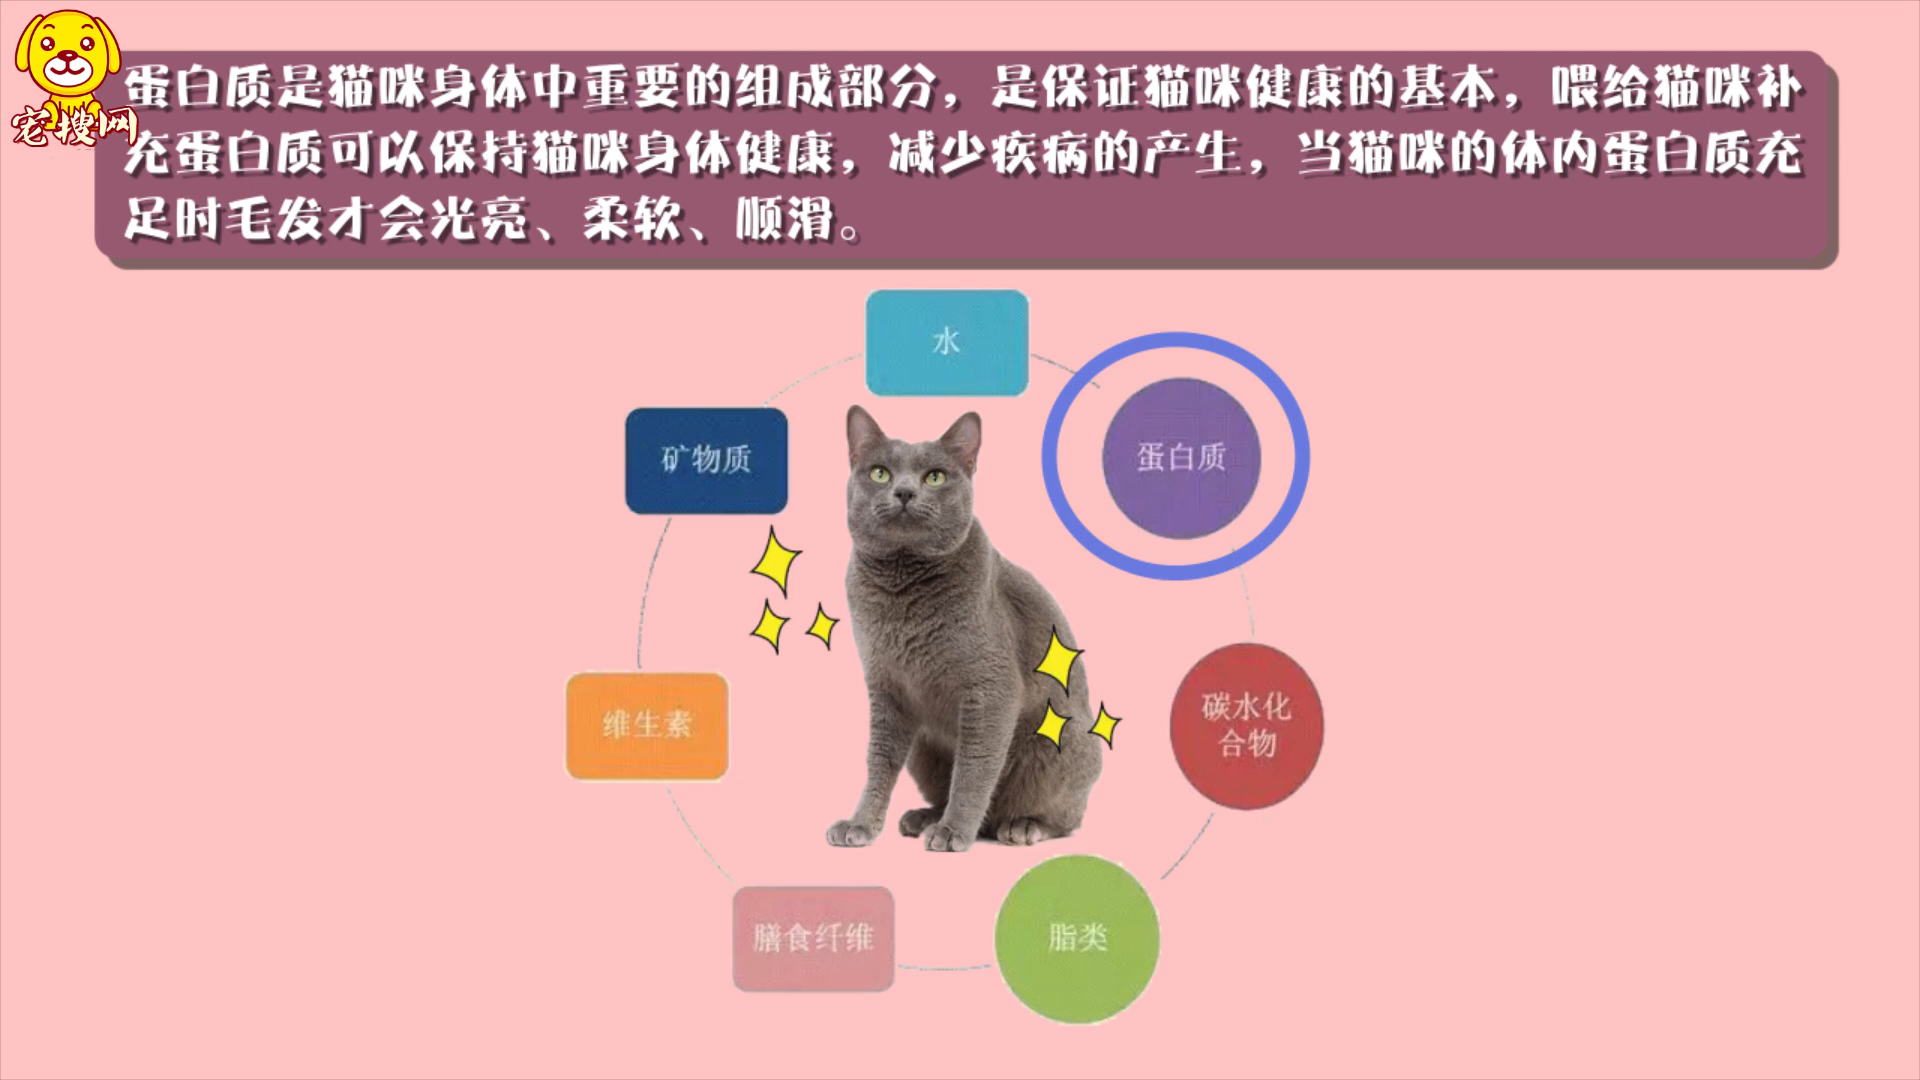 宠搜网
蛋白质是猫咪身体中重要的组成部分，是保证猫咪健康的基本，喂给猫咪补
充蛋白质可以保持猫咪身体健康，减少疾病的产生，当猫咪的体内蛋白质充
足时毛发才会光亮、柔软、顺滑。
水
蛋白质
矿物质
碳水化
合物
维生素
膳食纤维
脂类